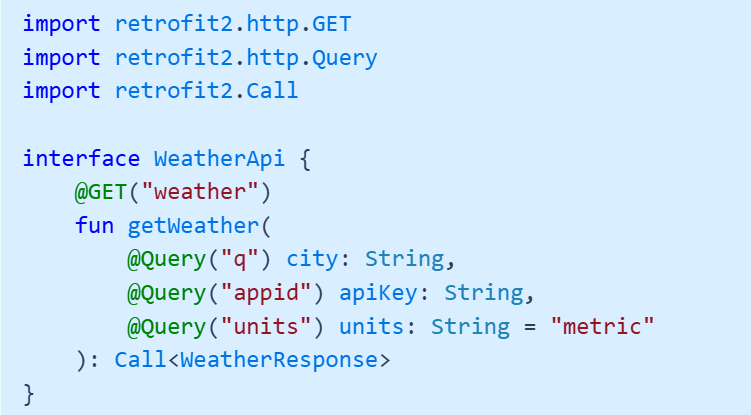 import retrofit2.http.GET
import retrofit2.http.Query
import retrofit2.Call

interface WeatherApi {
    @GET("weather")
    fun getWeather(
        @Query("q") city: String,
        @Query("appid") apiKey: String,
        @Query("units") units: String = "metric"
    ): Call<WeatherResponse>
}